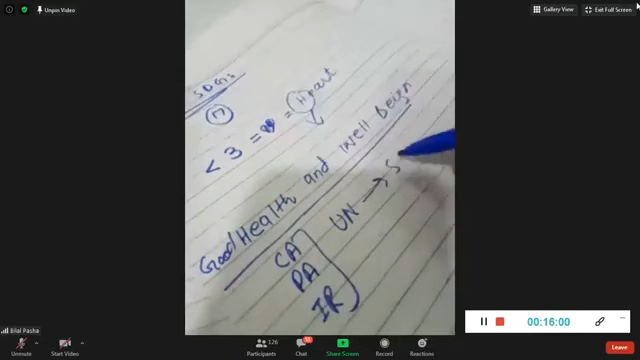 Unpin Video
Gallery View
Exit Full Screen
SDGs
17
< 3 = = Heart
Good Health and Well Beign
UN → S
CA
PA
IR
Bilal Pasha
00:16:00
Unmute
Start Video
126
Participants
Chat
Share Screen
Record
Reactions
Leave